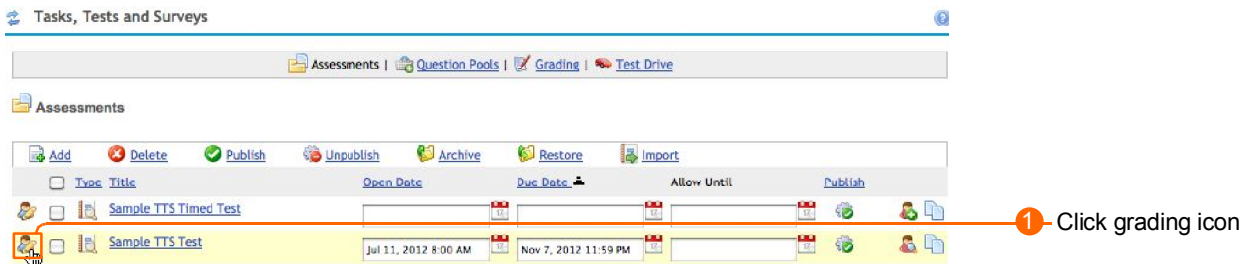 Tasks, Tests and Surveys
Assessments | Question Pools | Grading | Test Drive
Assessments
Add Delete Publish Unpublish Archive Restore Import
Type Title Open Date Due Date Allow Until Publish
Sample TTS Timed Test
Sample TTS Test Jul 11, 2012 8:00 AM Nov 7, 2012 11:59 PM
1 Click grading icon